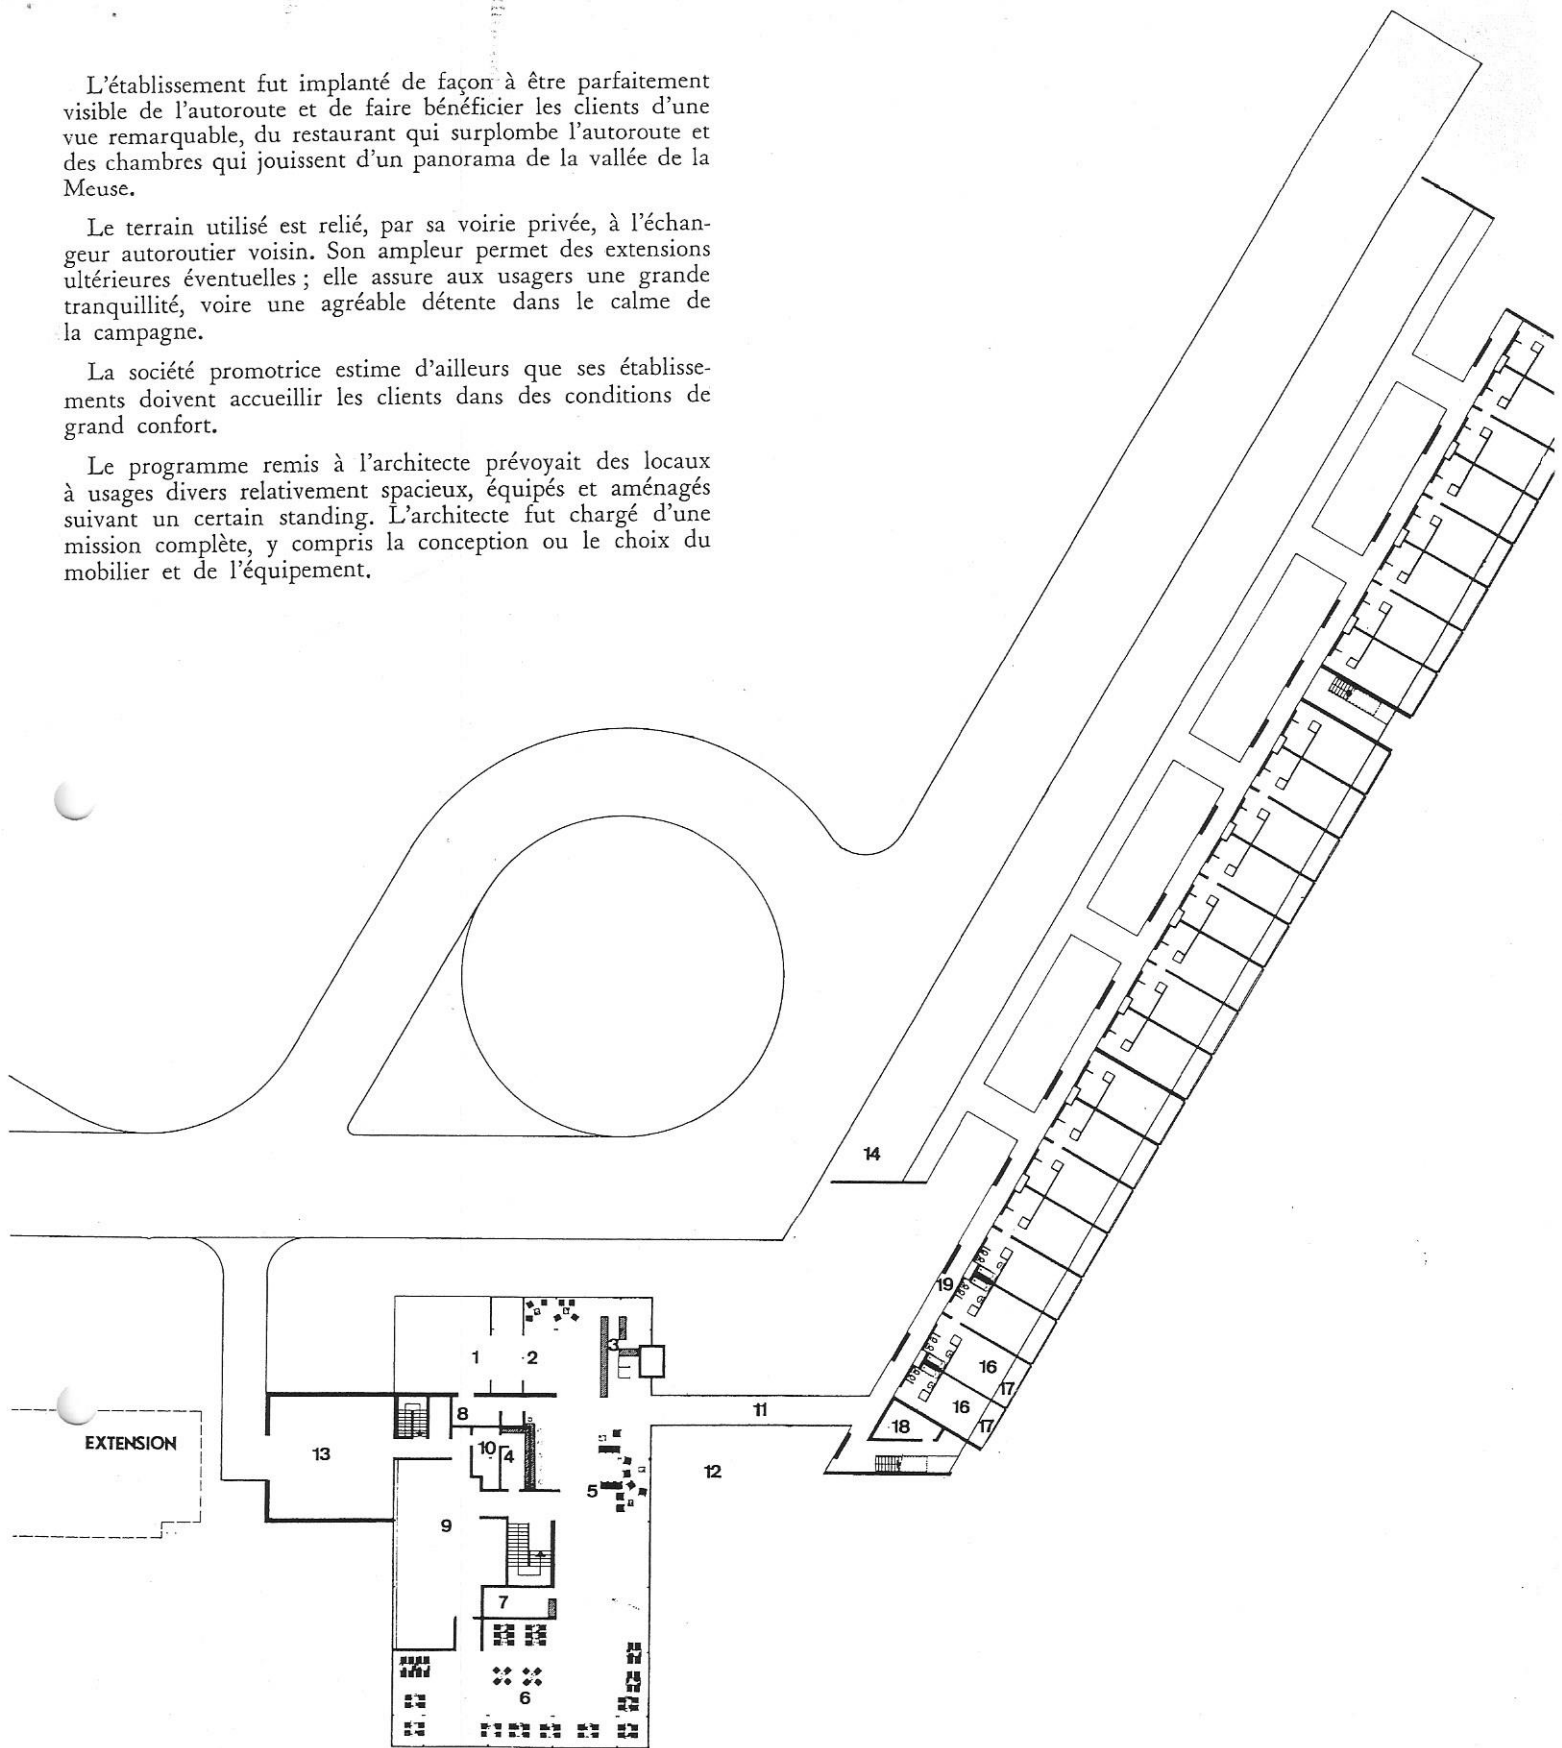 L'établissement fut implanté de façon à être parfaitement
visible de l'autoroute et de faire bénéficier les clients d'une
vue remarquable, du restaurant qui surplombe l'autoroute et
des chambres qui jouissent d'un panorama de la vallée de la
Meuse.
Le terrain utilisé est relié, par sa voirie privée, à l'échan-
geur autoroutier voisin. Son ampleur permet des extensions
ultérieures éventuelles ; elle assure aux usagers une grande
tranquillité, voire une agréable détente dans le calme de
la campagne.
La société promotrice estime d'ailleurs que ses établisse-
ments doivent accueillir les clients dans des conditions de
grand confort.
Le programme remis à l'architecte prévoyait des locaux
à usages divers relativement spacieux, équipés et aménagés
suivant un certain standing. L'architecte fut chargé d'une
mission complète, y compris la conception ou le choix du
mobilier et de l'équipement.
14
19
3
1
2
16
17
11
16
8
18
17
EXTENSION
10
13
4
12
5
9
7
6